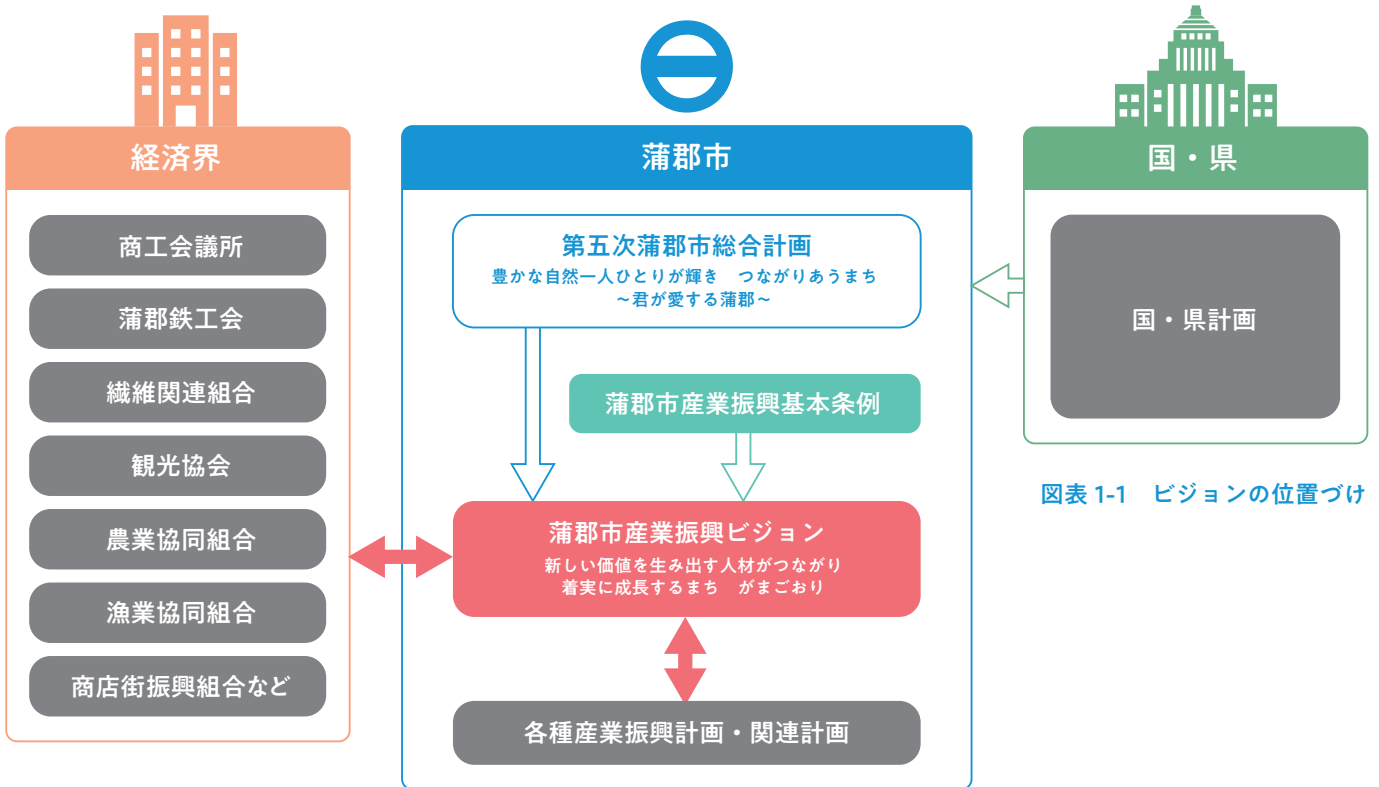 経済界
商工会議所
蒲郡鉄工会
繊維関連組合
観光協会
農業協同組合
漁業協同組合
商店街振興組合など
蒲郡市
第五次蒲郡市総合計画
豊かな自然一人ひとりが輝き　つながりあうまち
～君が愛する蒲郡～
蒲郡市産業振興基本条例
蒲郡市産業振興ビジョン
新しい価値を生み出す人材がつながり
着実に成長するまち　がまごおり
各種産業振興計画・関連計画
国・県
国・県計画
図表 1-1　ビジョンの位置づけ